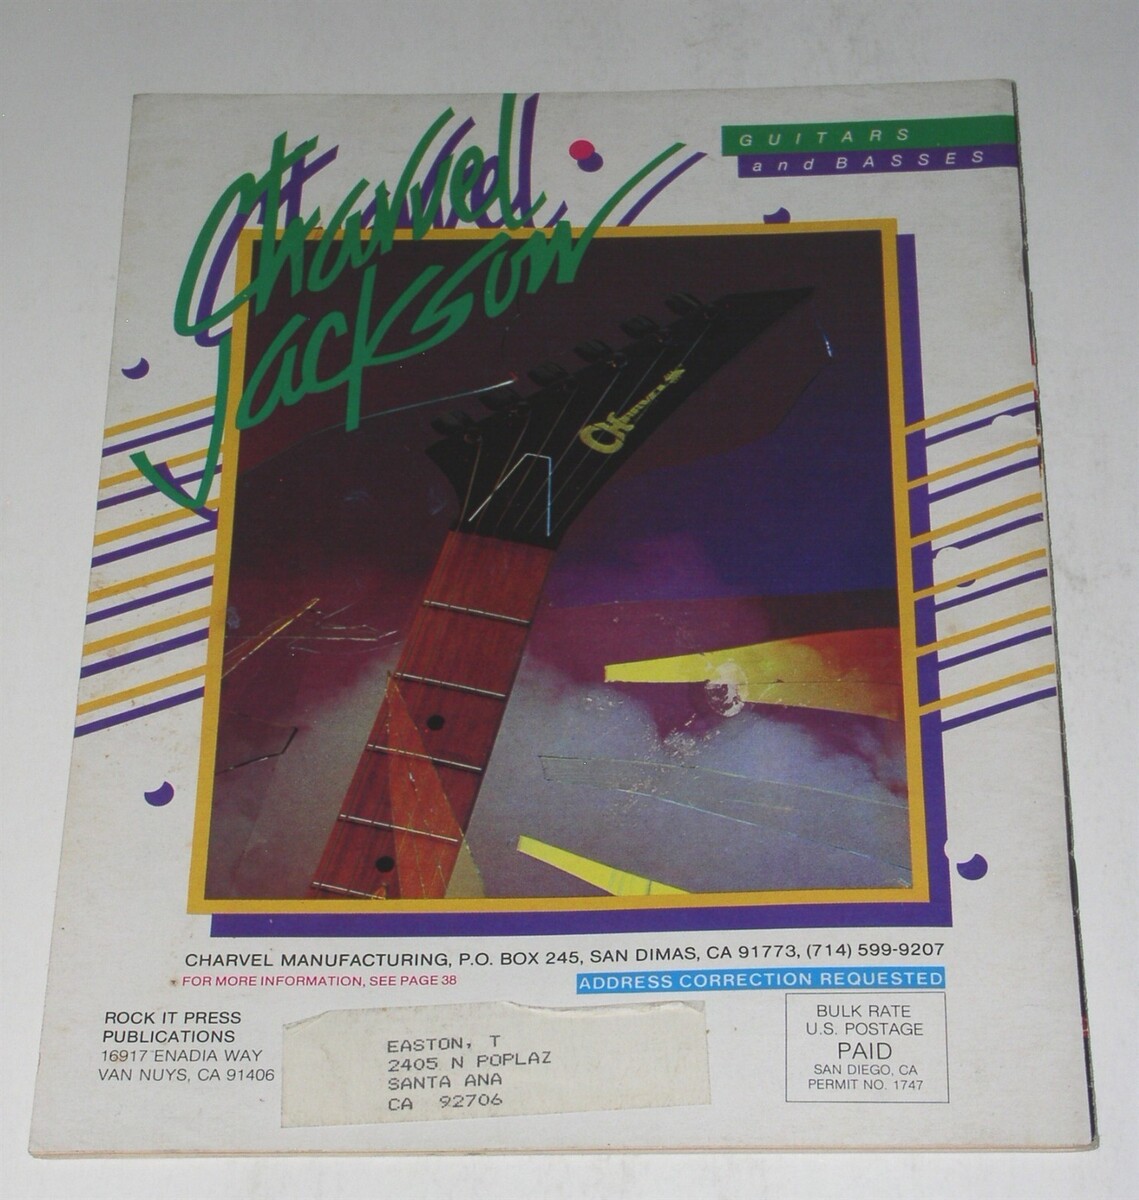 Charvel
Jackson
GUITARS
and BASSES
Charvel
CHARVEL MANUFACTURING, P.O. BOX 245, SAN DIMAS, CA 91773, (714) 599-9207
FOR MORE INFORMATION, SEE PAGE 38
ADDRESS CORRECTION REQUESTED
ROCK IT PRESS
PUBLICATIONS
16917 ENADIA WAY
VAN NUYS, CA 91406
EASTON, T
2405 N POPLAZ
SANTA ANA
CA 92706
BULK RATE
U.S. POSTAGE
PAID
SAN DIEGO, CA
PERMIT NO. 1747